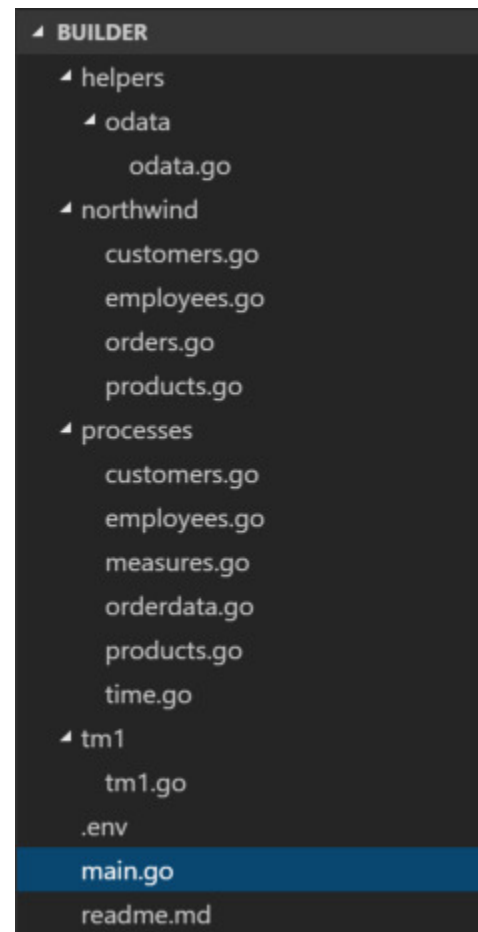 BUILDER
helpers
odata
odata.go
northwind
customers.go
employees.go
orders.go
products.go
processes
customers.go
employees.go
measures.go
orderdata.go
products.go
time.go
tm1
tm1.go
.env
main.go
readme.md